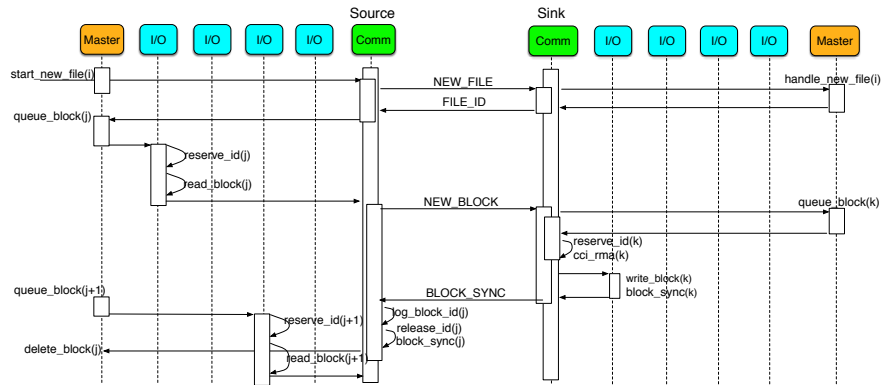 Source
Sink
Master
I/O
I/O
I/O
I/O
Comm
Comm
I/O
I/O
I/O
I/O
Master
start_new_file(i)
NEW_FILE
handle_new_file(i)
FILE_ID
queue_block(j)
reserve_id(j)
read_block(j)
NEW_BLOCK
queue_block(k)
reserve_id(k)
cci_rma(k)
write_block(k)
queue_block(j+1)
BLOCK_SYNC
block_sync(k)
reserve_id(j+1)
log_block_id(j)
release_id(j)
block_sync(j)
delete_block(j)
read_block(j+1)